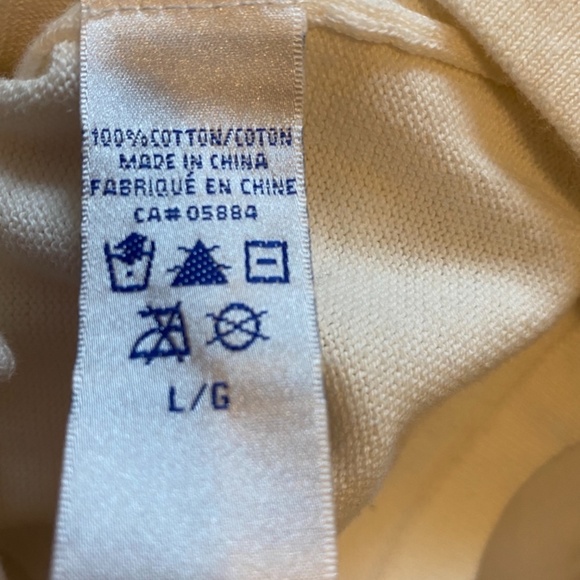 100% COTTON/COTON
MADE IN CHINA
FABRIQUÉ EN CHINE
CA# 05884
L/G